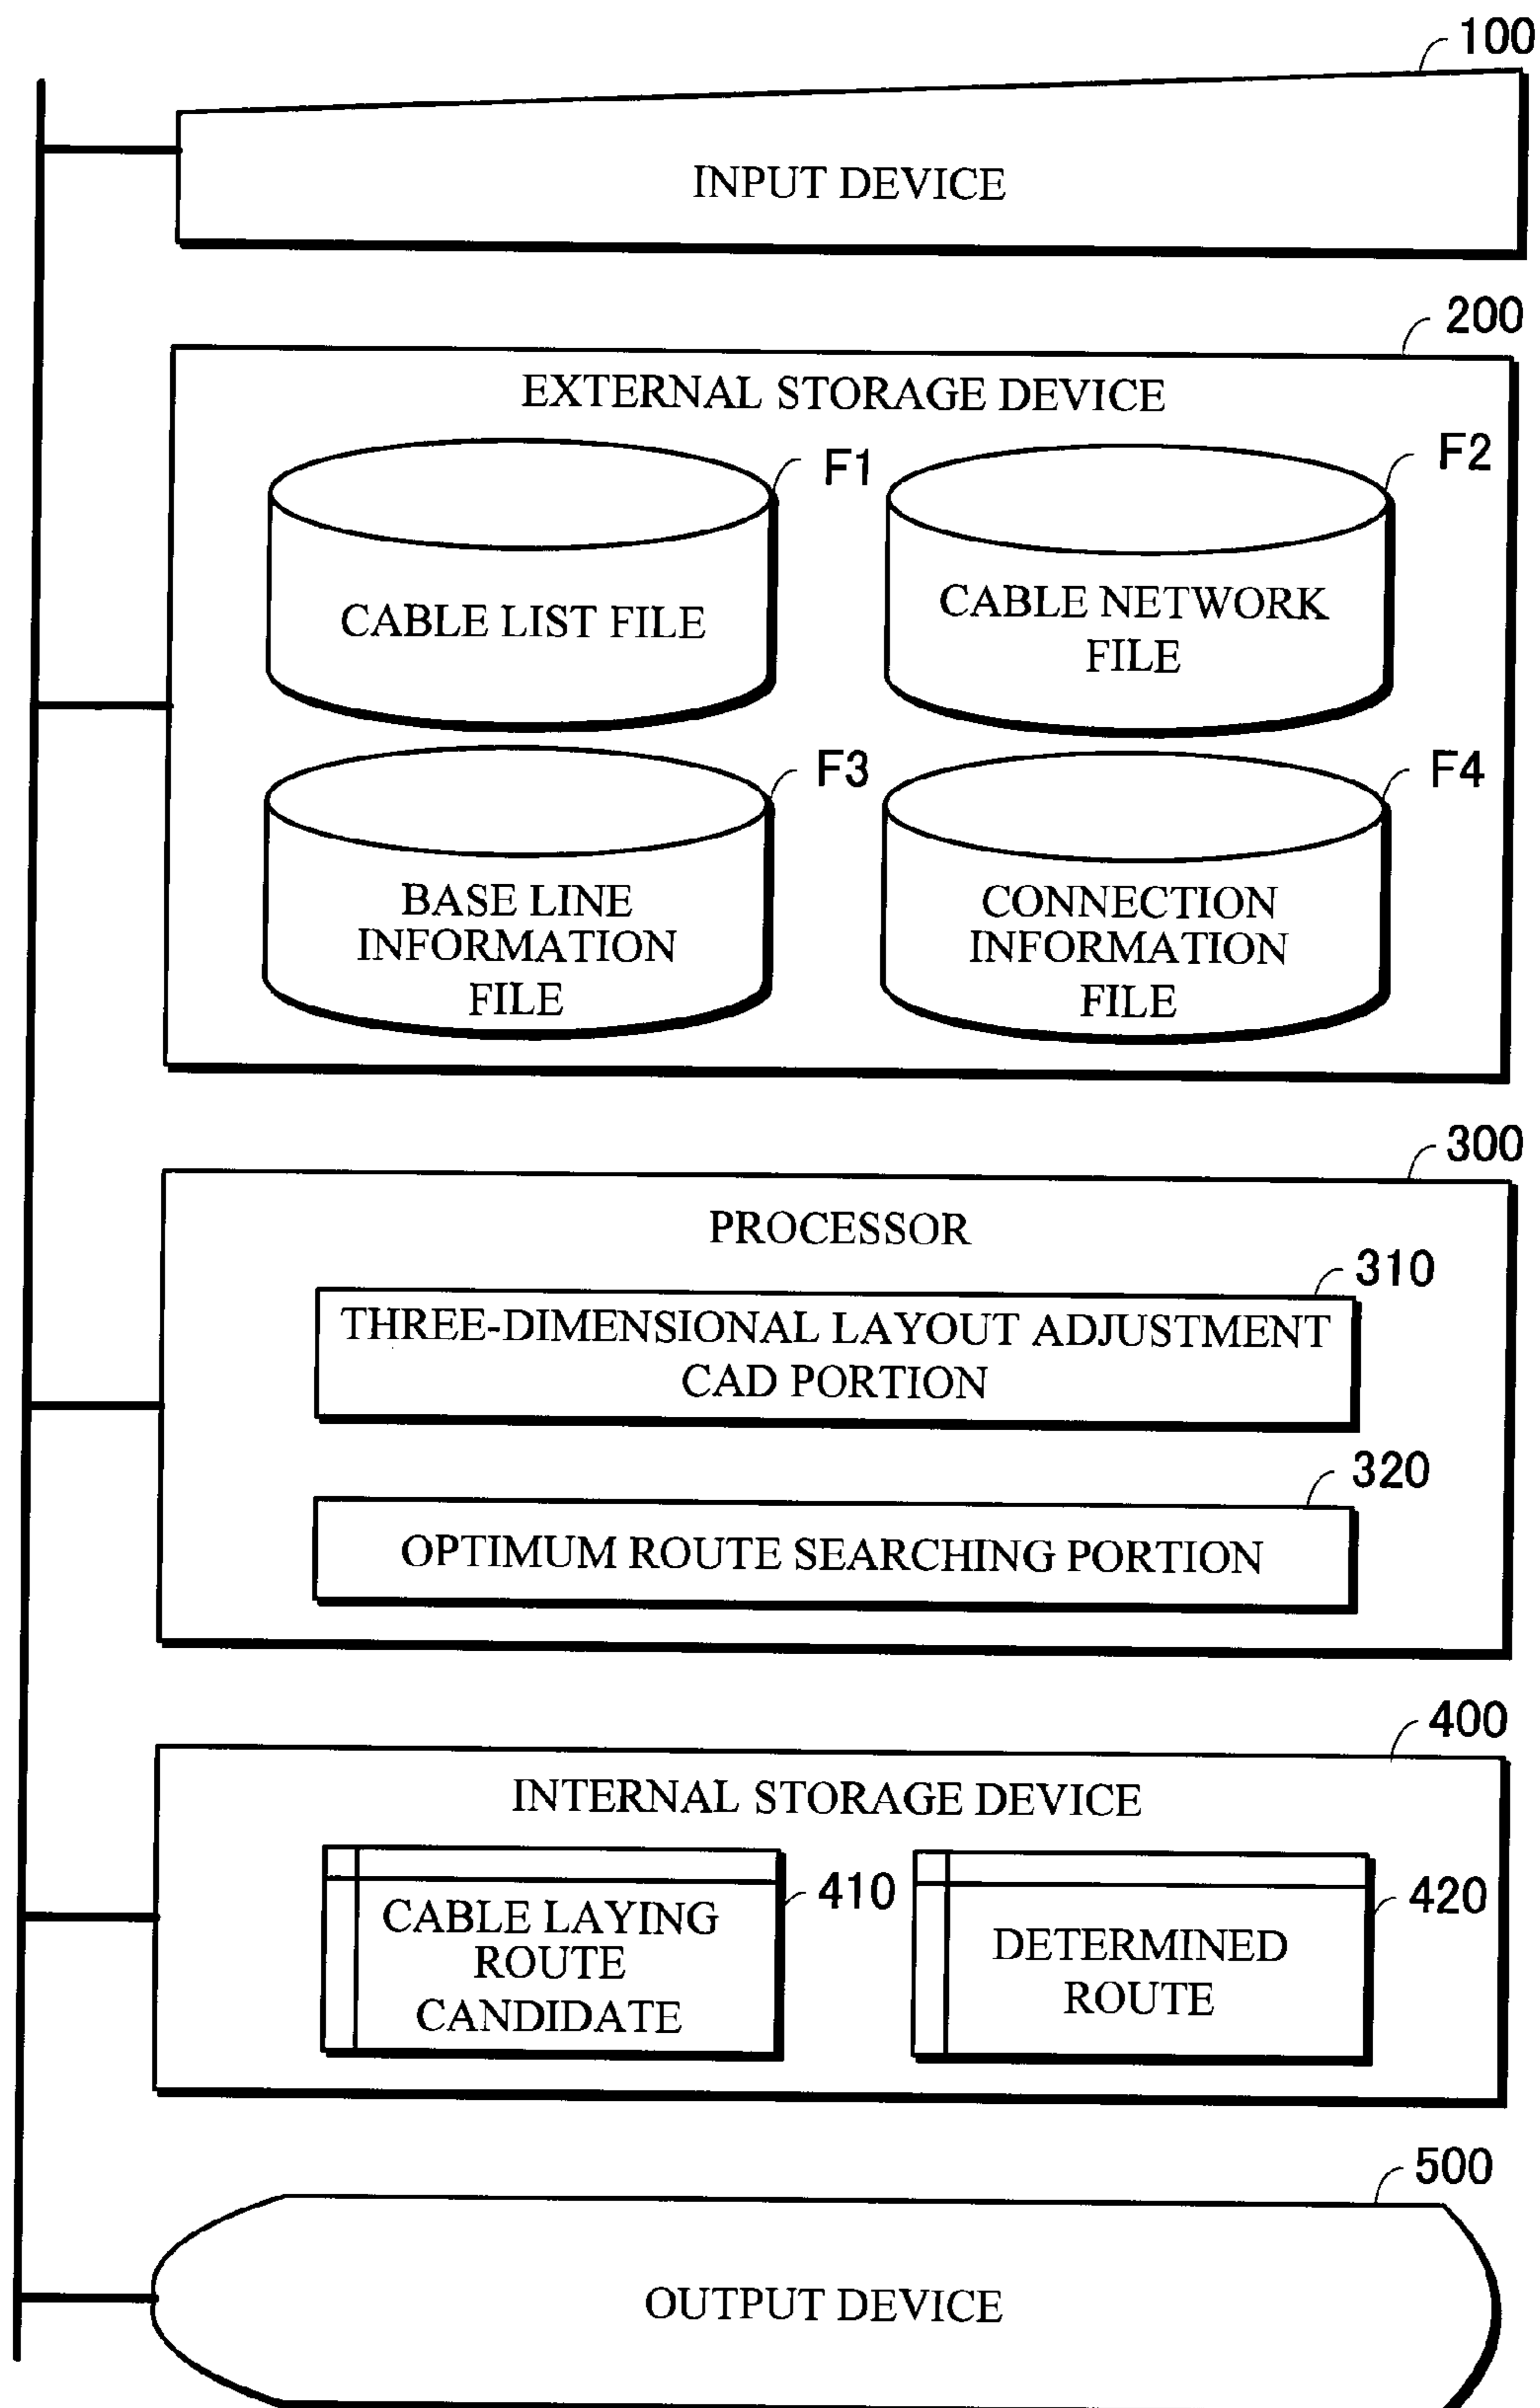 100
INPUT DEVICE
200
EXTERNAL STORAGE DEVICE
F1
F2
CABLE LIST FILE
CABLE NETWORK
FILE
F3
F4
BASE LINE
INFORMATION
FILE
CONNECTION
INFORMATION
FILE
300
PROCESSOR
310
THREE-DIMENSIONAL LAYOUT ADJUSTMENT
CAD PORTION
320
OPTIMUM ROUTE SEARCHING PORTION
400
INTERNAL STORAGE DEVICE
410
CABLE LAYING
ROUTE
CANDIDATE
420
DETERMINED
ROUTE
500
OUTPUT DEVICE